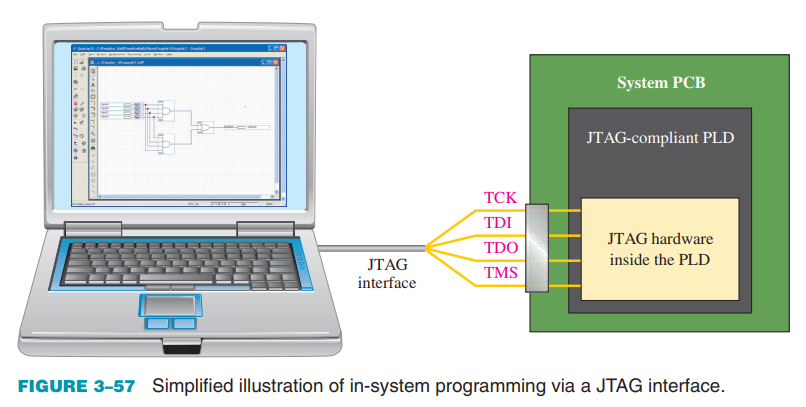 System PCB
JTAG-compliant PLD
TCK
TDI
TDO
TMS
JTAG hardware
inside the PLD
JTAG
interface
FIGURE 3–57 Simplified illustration of in-system programming via a JTAG interface.